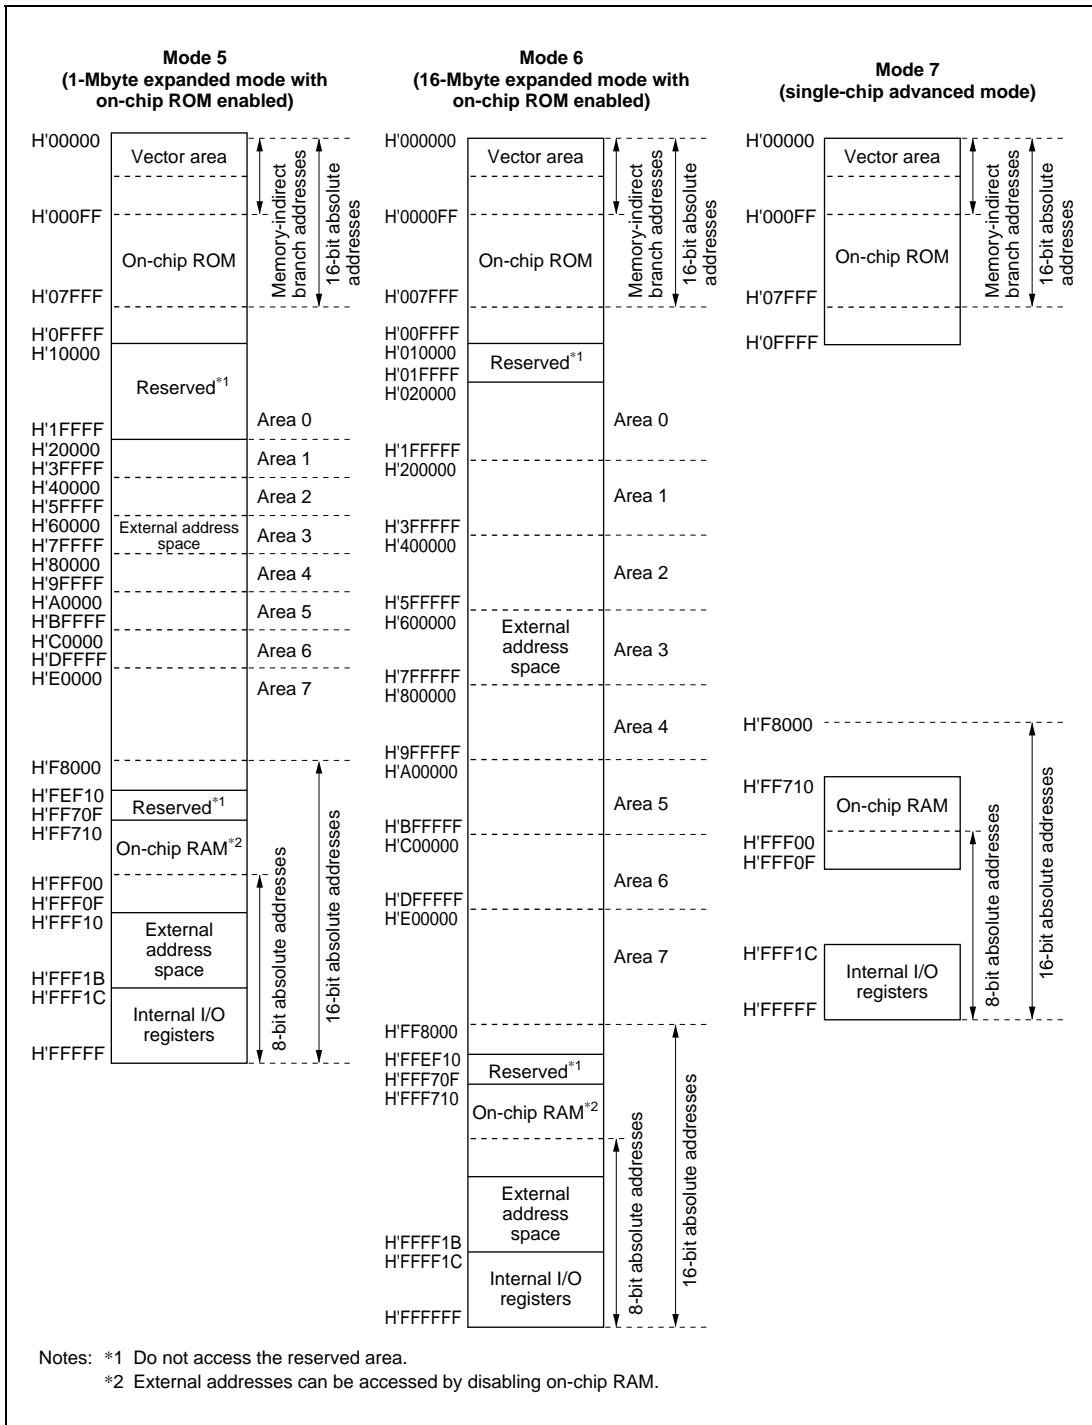 Mode 5
(1-Mbyte expanded mode with
on-chip ROM enabled)
H'00000
Vector area
H'000FF
On-chip ROM
H'07FFF
H'0FFFF
H'10000
Reserved*1
H'1FFFF
H'20000
H'3FFFF
H'40000
H'5FFFF
H'60000
External address
space
H'7FFFF
H'80000
H'9FFFF
H'A0000
H'BFFFF
H'C0000
H'DFFFF
H'E0000
H'F8000
H'FEF10
Reserved*1
H'FF70F
H'FF710
On-chip RAM*2
H'FFF00
H'FFF0F
H'FFF10
External
address
space
H'FFF1B
H'FFF1C
Internal I/O
registers
H'FFFFF
Memory-indirect
branch addresses
16-bit absolute
addresses
Area 0
Area 1
Area 2
Area 3
Area 4
Area 5
Area 6
Area 7
8-bit absolute addresses
16-bit absolute addresses
Mode 6
(16-Mbyte expanded mode with
on-chip ROM enabled)
H'000000
Vector area
H'0000FF
On-chip ROM
H'007FFF
H'00FFFF
H'010000
Reserved*1
H'01FFFF
H'020000
H'1FFFFF
H'200000
H'3FFFFF
H'400000
H'5FFFFF
H'600000
External
address
space
H'7FFFFF
H'800000
H'9FFFFF
H'A00000
H'BFFFFF
H'C00000
H'DFFFFF
H'E00000
H'FF8000
H'FFEF10
Reserved*1
H'FFF70F
H'FFF710
On-chip RAM*2
External
address
space
H'FFFF1B
H'FFFF1C
Internal I/O
registers
H'FFFFFF
Memory-indirect
branch addresses
16-bit absolute
addresses
Area 0
Area 1
Area 2
Area 3
Area 4
Area 5
Area 6
Area 7
8-bit absolute addresses
16-bit absolute addresses
Mode 7
(single-chip advanced mode)
H'00000
Vector area
H'000FF
On-chip ROM
H'07FFF
H'0FFFF
Memory-indirect
branch addresses
16-bit absolute
addresses
H'F8000
H'FF710
On-chip RAM
H'FFF00
H'FFF0F
H'FFF1C
Internal I/O
registers
H'FFFFF
8-bit absolute addresses
16-bit absolute addresses
Notes: *1 Do not access the reserved area.
*2 External addresses can be accessed by disabling on-chip RAM.